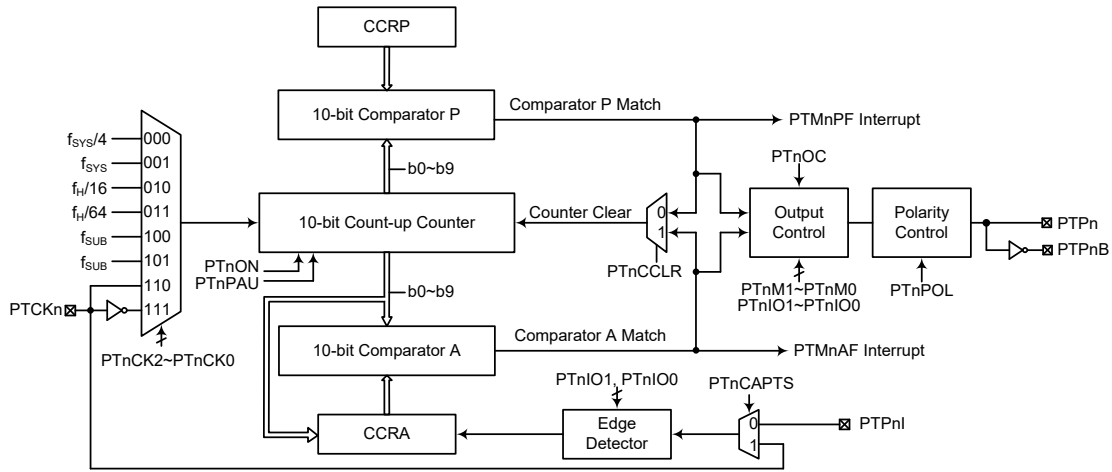 CCRP
10-bit Comparator P
Comparator P Match
PTMnPF Interrupt
b0~b9
fSYS/4
000
fSYS
001
fH/16
010
fH/64
011
fSUB
100
fSUB
101
110
111
PTCKn
PTnCK2~PTnCK0
10-bit Count-up Counter
PTnON
PTnPAU
Counter Clear
0
1
PTnCCLR
PTnOC
Output
Control
PTnM1~PTnM0
PTnIO1~PTnIO0
Polarity
Control
PTnPOL
PTPn
PTPnB
b0~b9
10-bit Comparator A
Comparator A Match
PTMnAF Interrupt
CCRA
PTnIO1, PTnIO0
Edge
Detector
PTnCAPTS
0
1
PTPnI